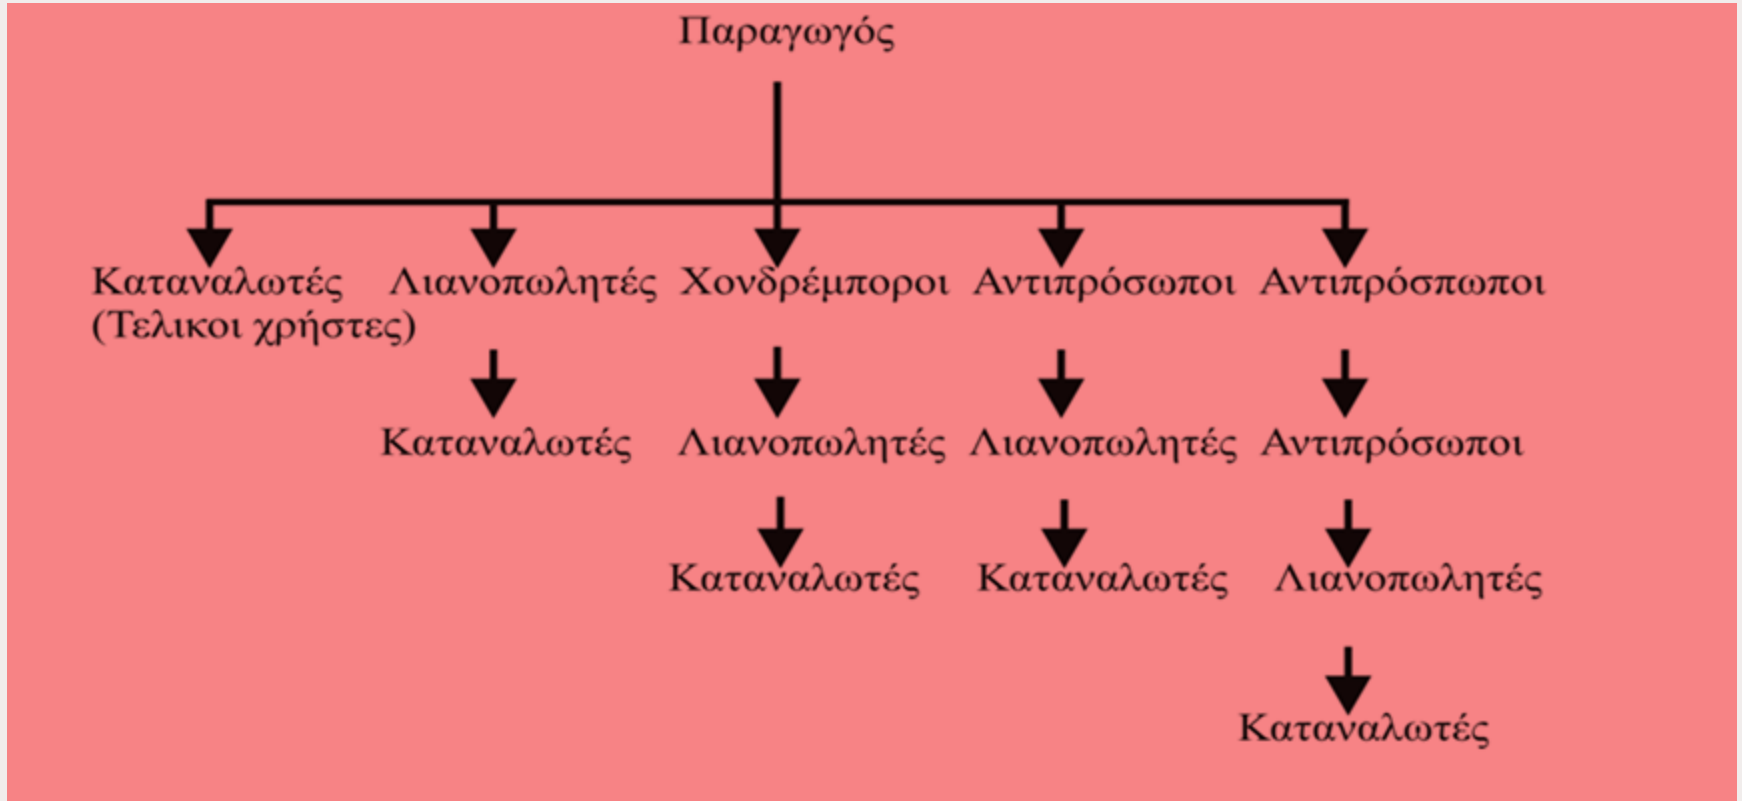 Παραγωγός
Καταναλωτές Λιανοπωλητές Χονδρέμποροι Αντιπρόσωποι Αντιπρόσπωποι
(Τελικοι χρήστες)
Καταναλωτές Λιανοπωλητές Λιανοπωλητές Αντιπρόσωποι
Καταναλωτές Καταναλωτές Λιανοπωλητές
Καταναλωτές